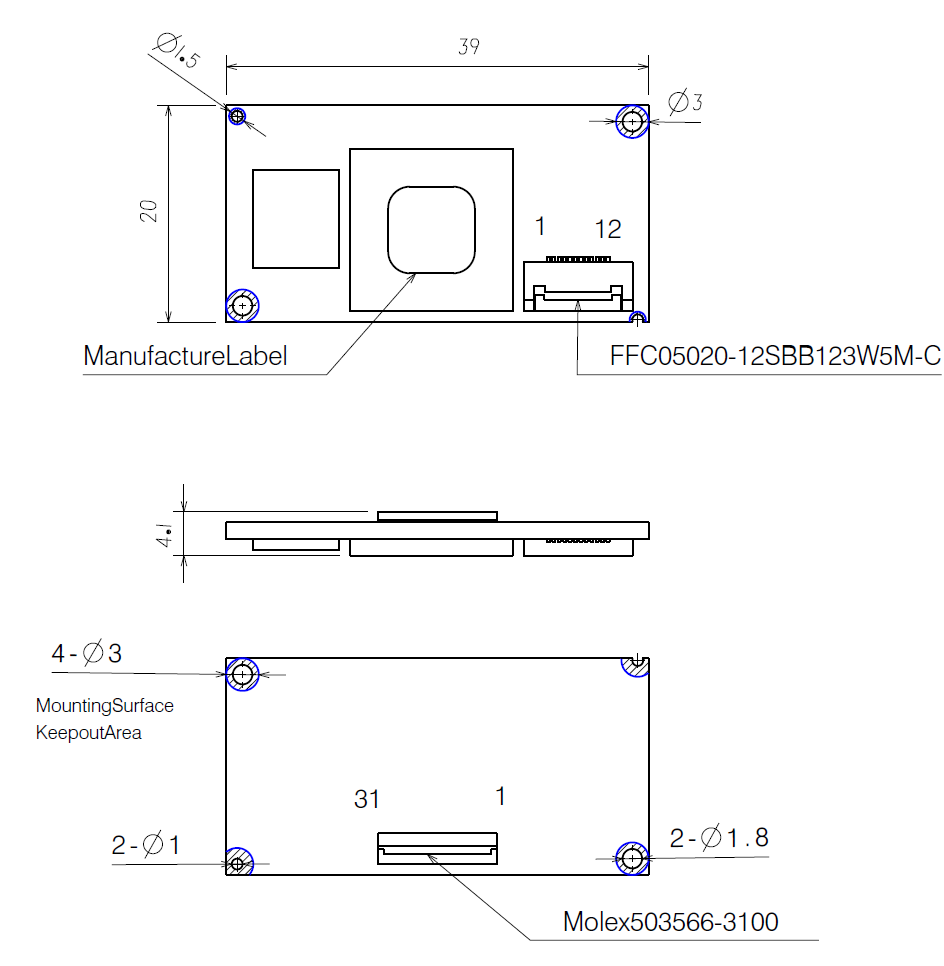 Ø1.5
39
Ø3
20
1
12
ManufactureLabel
FFC05020-12SBB123W5M-C
4.1
4-Ø3
MountingSurface
KeepoutArea
31
1
2-Ø1
2-Ø1.8
Molex503566-3100